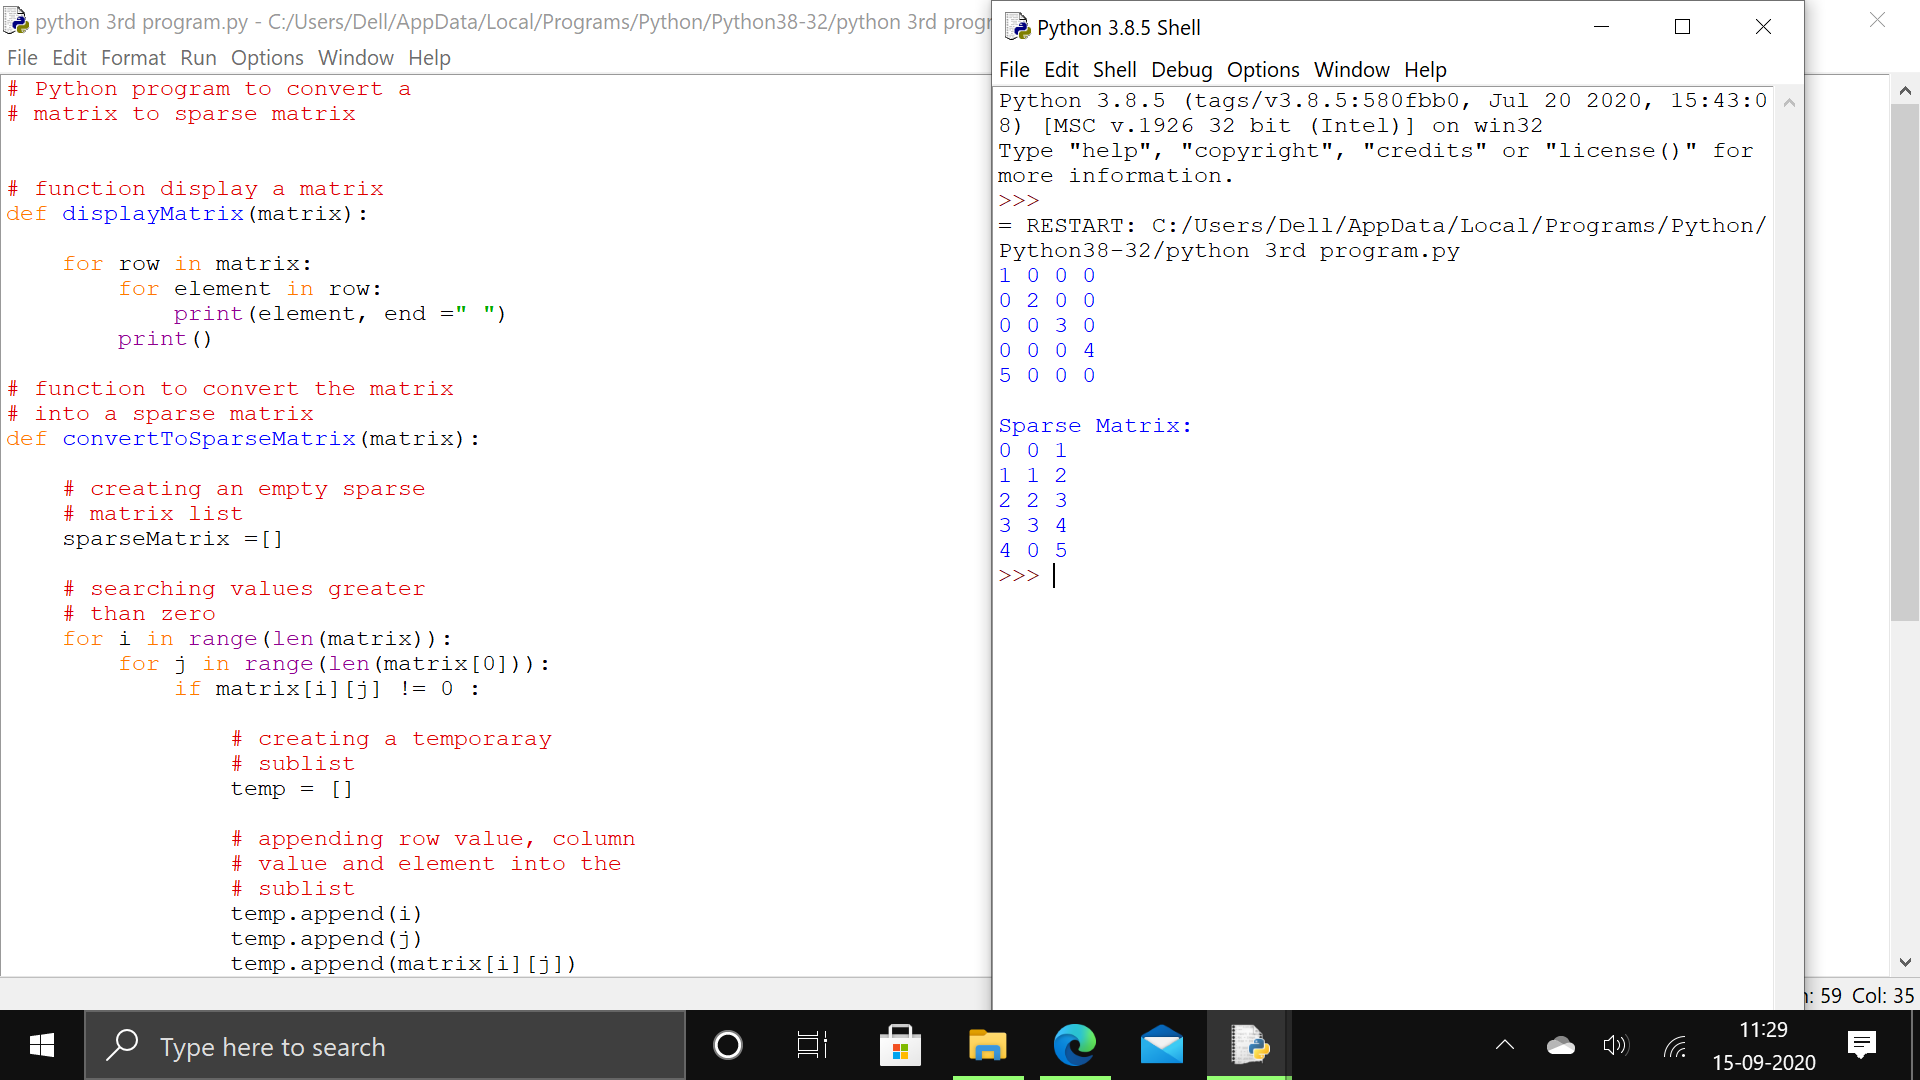 python 3rd program.py - C:/Users/Dell/AppData/Local/Programs/Python/Python38-32/python 3rd progr
File Edit Format Run Options Window Help
# Python program to convert a
# matrix to sparse matrix
# function display a matrix
def displayMatrix(matrix):
for row in matrix:
for element in row:
print(element, end =" ")
print()
# function to convert the matrix
# into a sparse matrix
def convertToSparseMatrix(matrix):
# creating an empty sparse
# matrix list
sparseMatrix =[]
# searching values greater
# than zero
for i in range(len(matrix)):
for j in range(len(matrix[0])):
if matrix[i][j] != 0 :
# creating a temporaray
# sublist
temp = []
# appending row value, column
# value and element into the
# sublist
temp.append(i)
temp.append(j)
temp.append(matrix[i][j])
Python 3.8.5 Shell
File Edit Shell Debug Options Window Help
Python 3.8.5 (tags/v3.8.5:580fbb0, Jul 20 2020, 15:43:0
8) [MSC v.1926 32 bit (Intel)] on win32
Type "help", "copyright", "credits" or "license()" for
more information.
>>>
= RESTART: C:/Users/Dell/AppData/Local/Programs/Python/
Python38-32/python 3rd program.py
1 0 0 0
0 2 0 0
0 0 3 0
0 0 0 4
5 0 0 0
Sparse Matrix:
0 0 1
1 1 2
2 2 3
3 3 4
4 0 5
>>>
: 59 Col: 35
Type here to search
11:29
15-09-2020